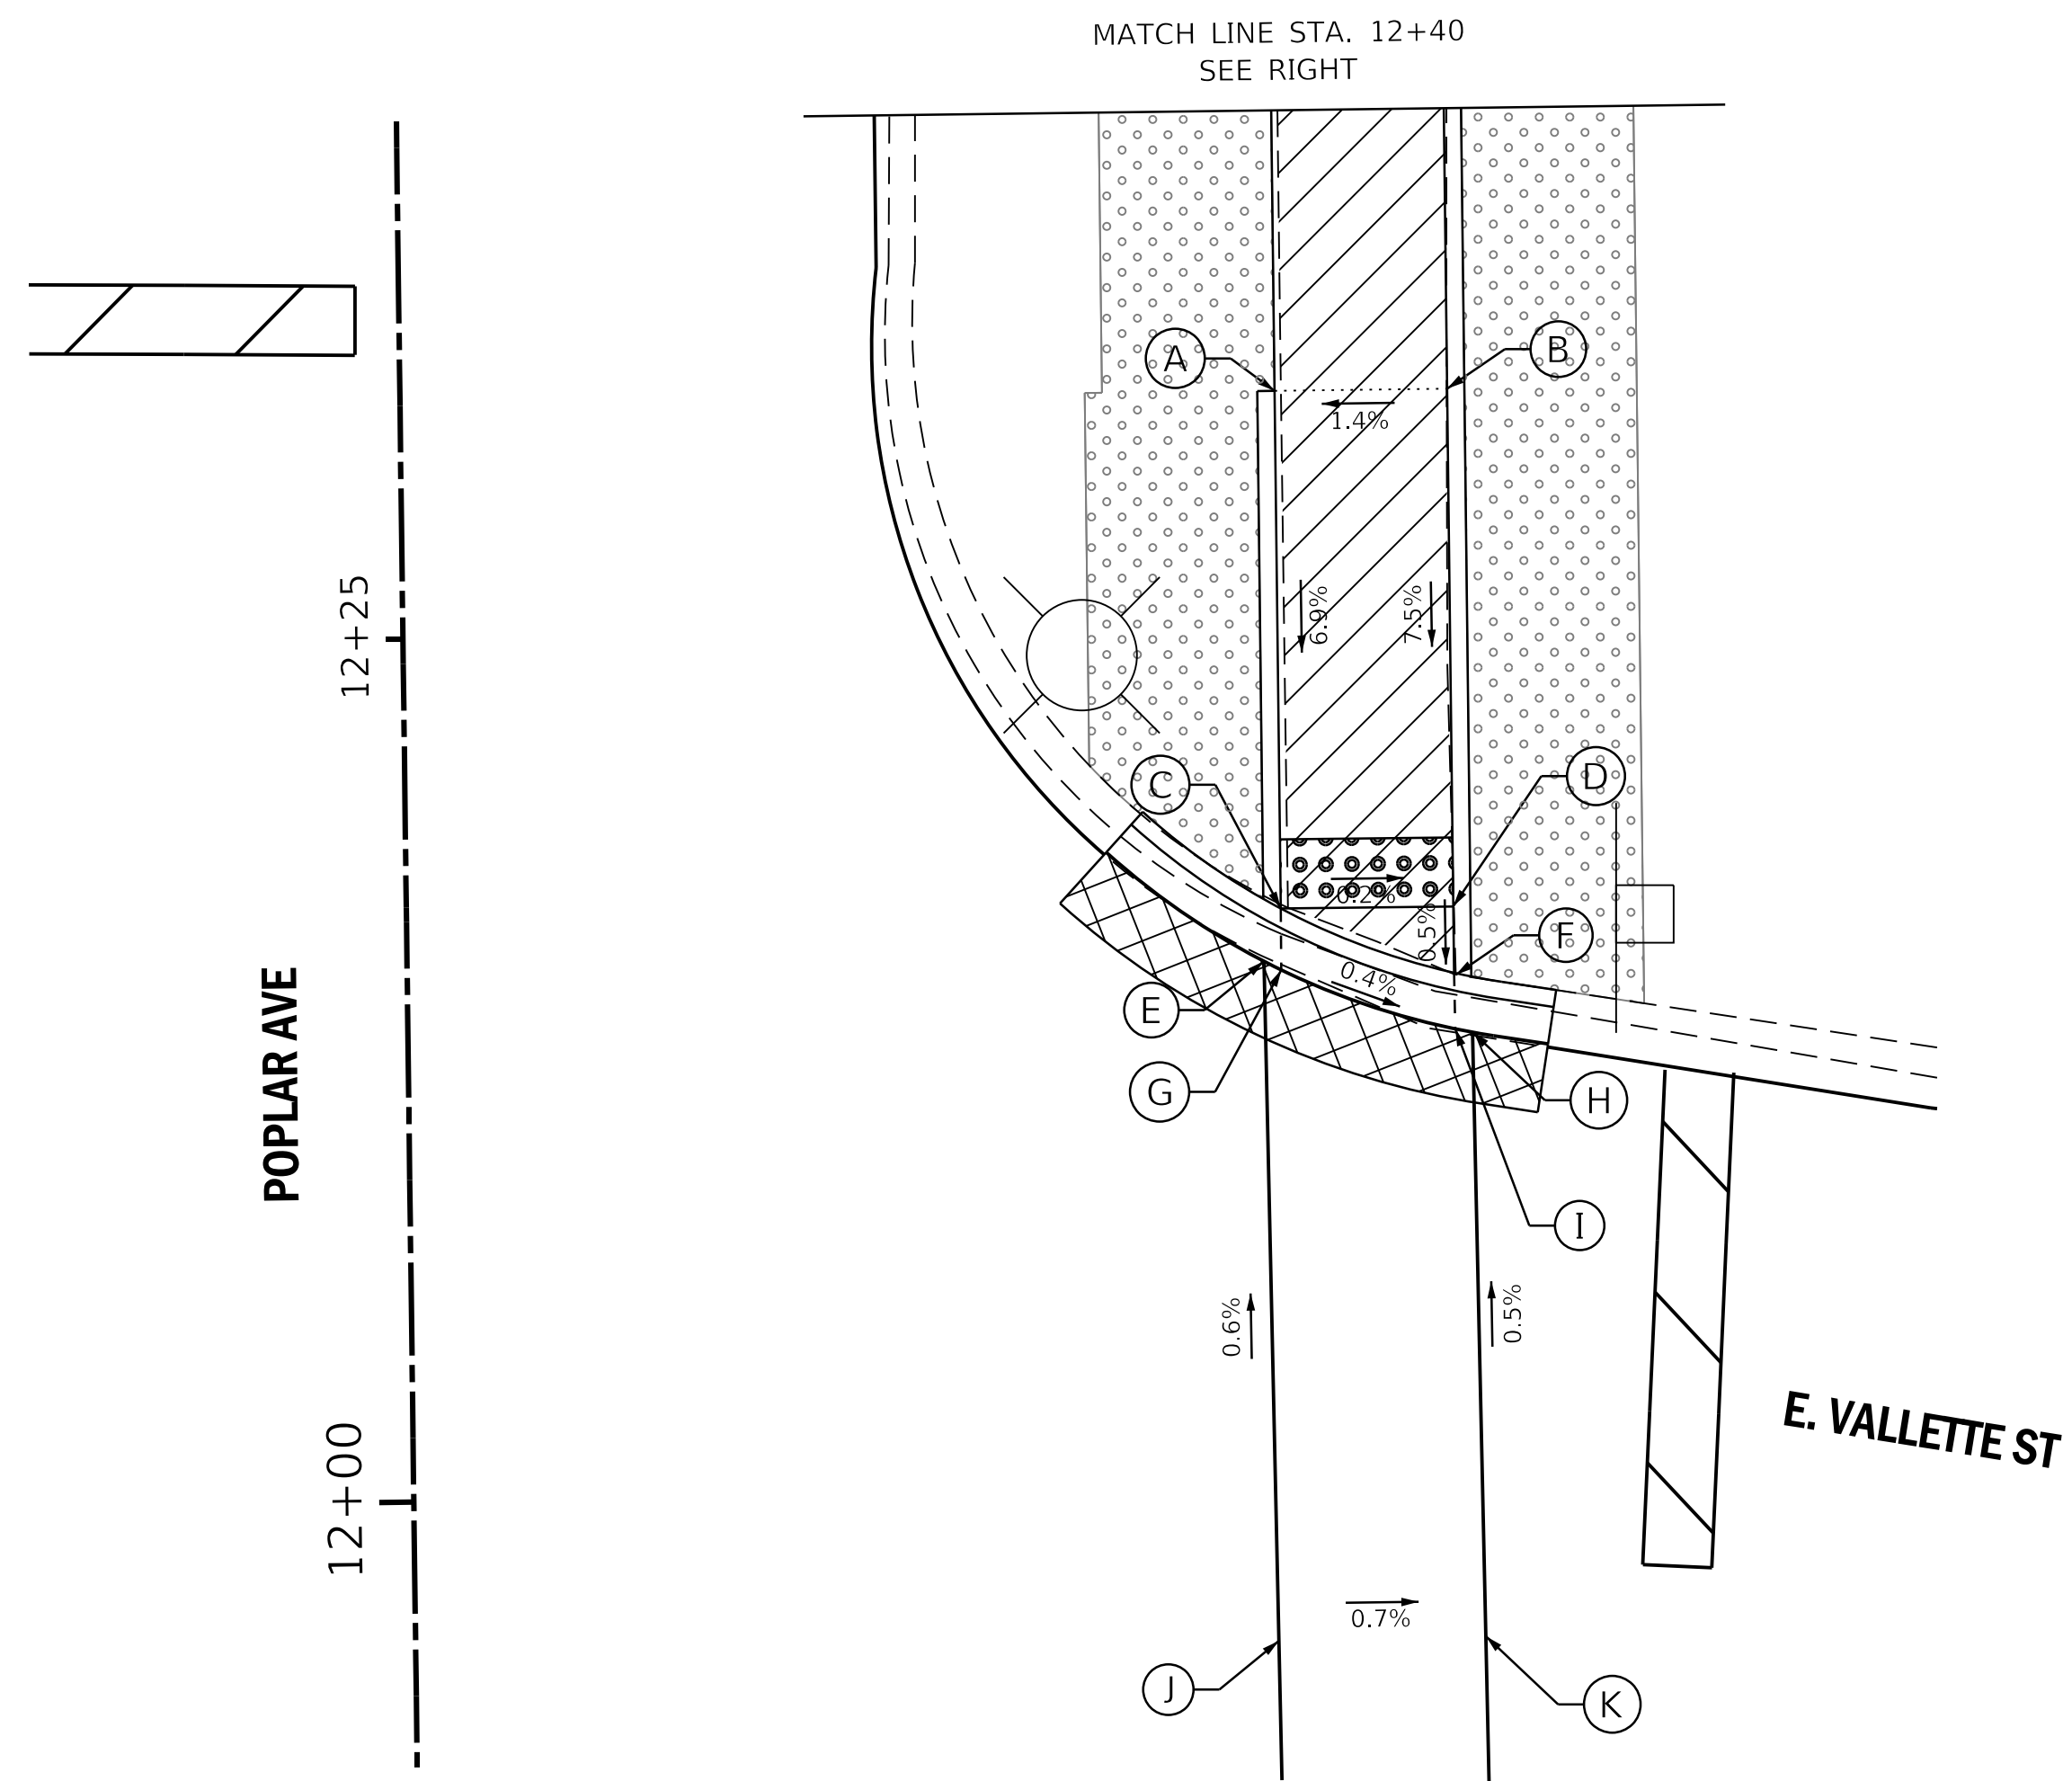 MATCH LINE STA. 12+40
SEE RIGHT
A
B
1.4%
12+25
6.9%
7.5%
C
D
0.2%
0.5%
F
0.4%
E
G
H
POPLAR AVE
I
0.6%
0.5%
E. VALLETTE ST
12+00
0.7%
J
K